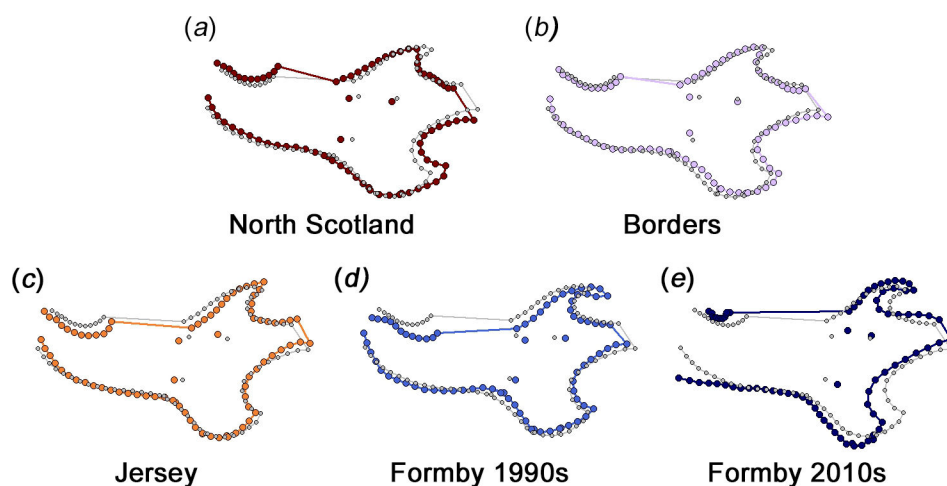 (a)
(b)
North Scotland
Borders
(c)
(d)
(e)
Jersey
Formby 1990s
Formby 2010s